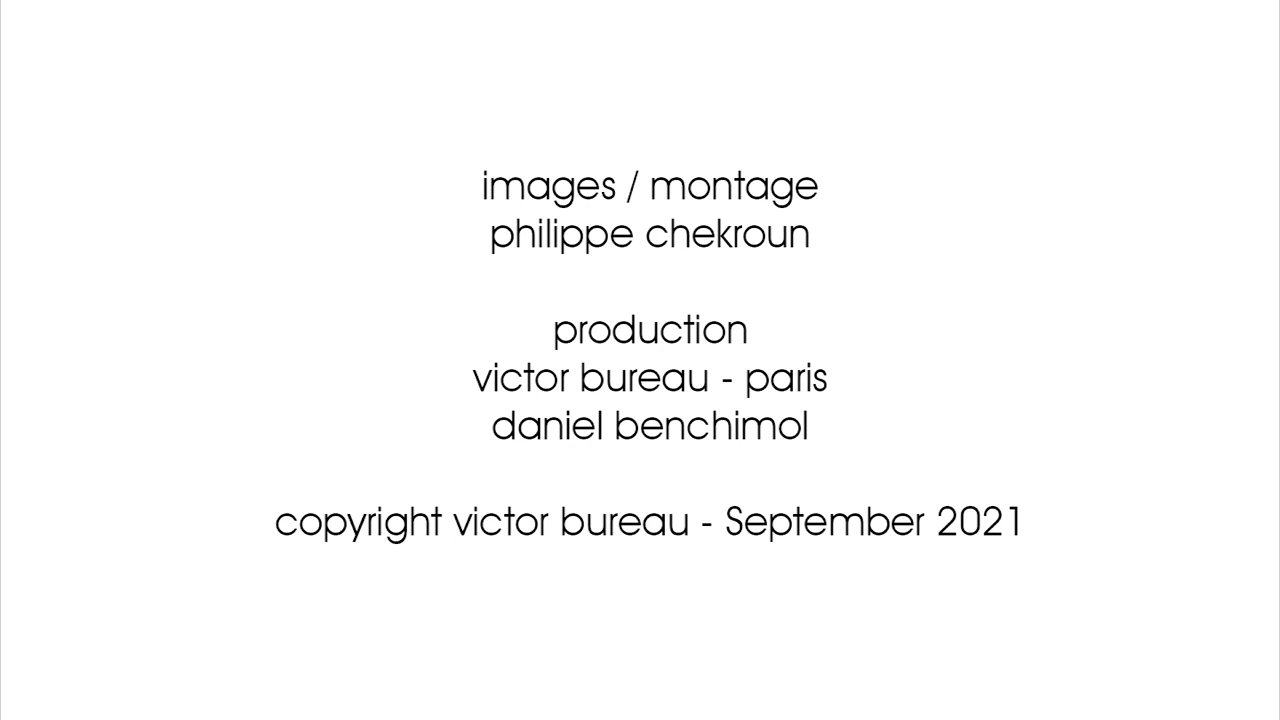 images / montage
philippe chekroun
production
victor bureau - paris
daniel benchimol
copyright victor bureau - September 2021